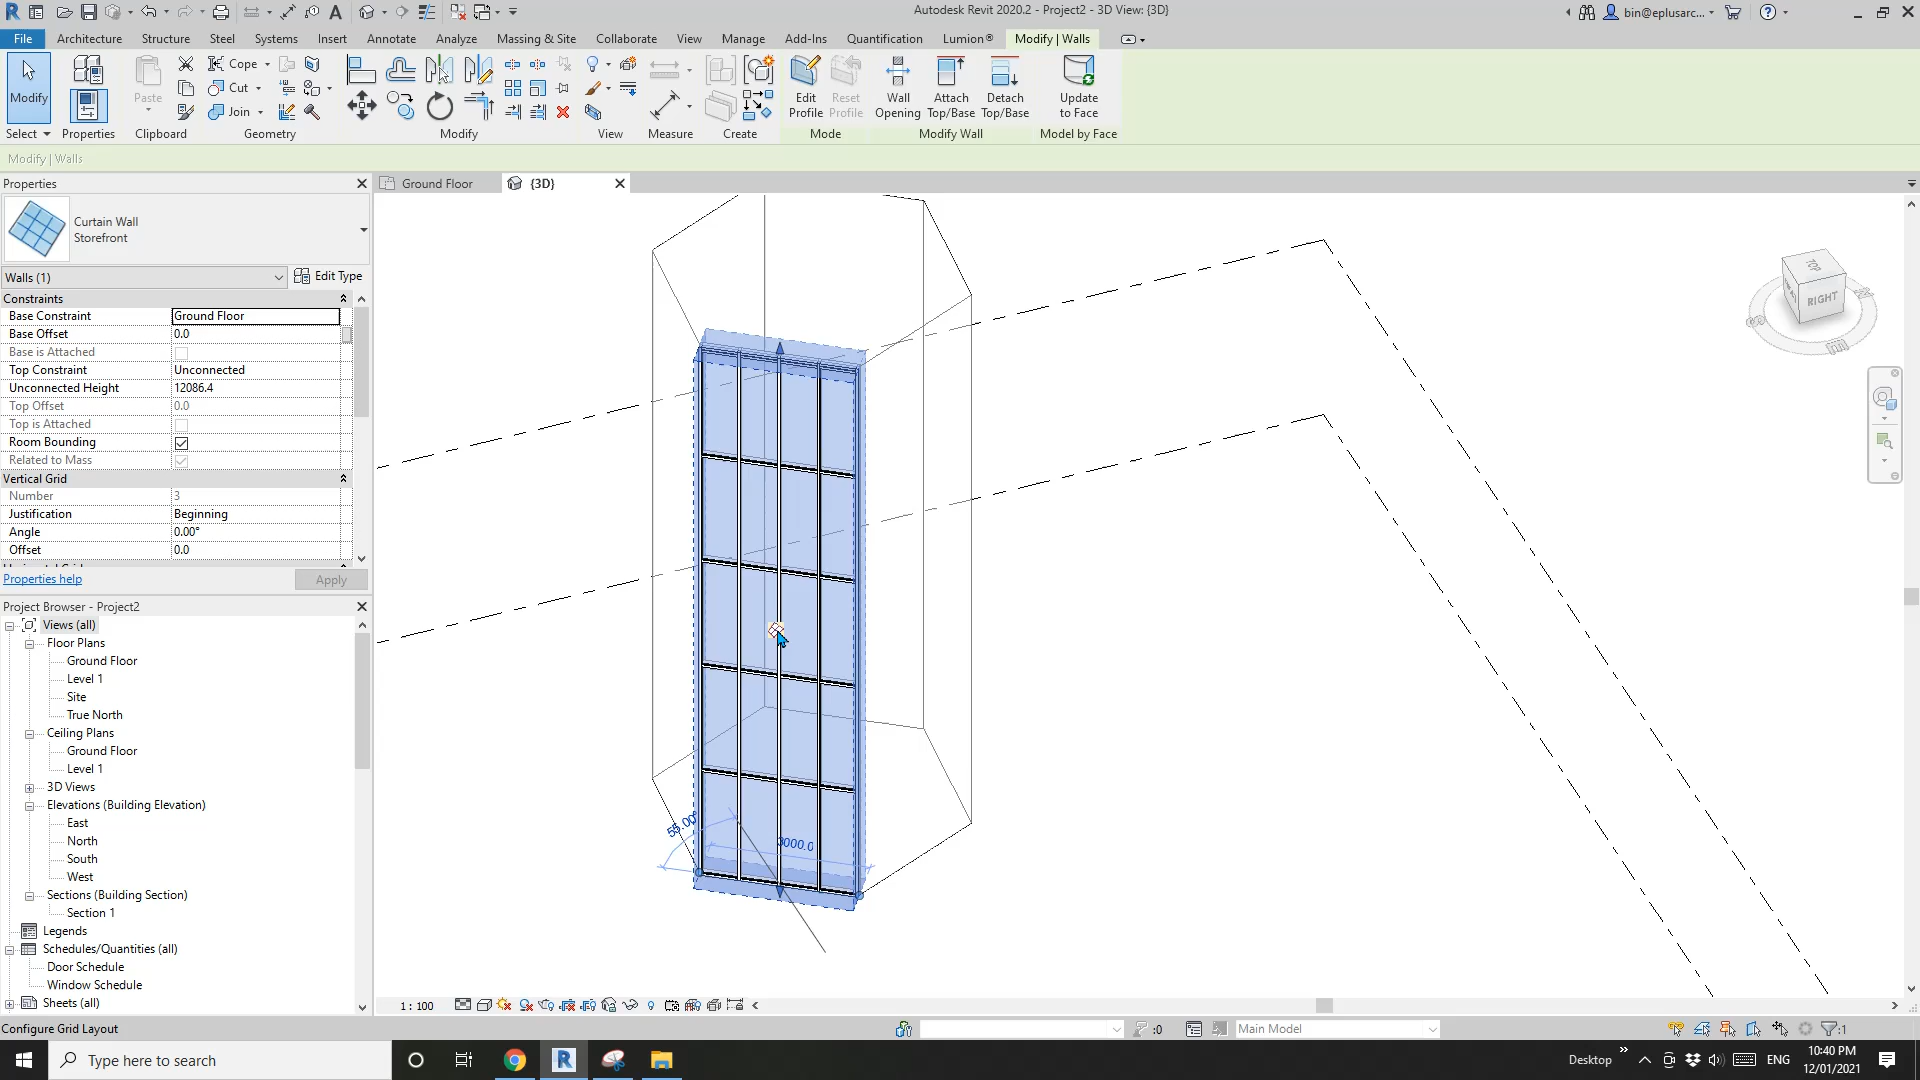 Autodesk Revit 2020.2 - Project2 - 3D View: {3D}
bin@eplusarc...
File
Architecture
Structure
Steel
Systems
Insert
Annotate
Analyze
Massing & Site
Collaborate
View
Manage
Add-Ins
Quantification
Lumion®
Modify | Walls
Modify
Paste
Cope
Cut
Join
Edit Profile
Reset Profile
Wall Opening
Attach Top/Base
Detach Top/Base
Update to Face
Select
Properties
Clipboard
Geometry
Modify
View
Measure
Create
Mode
Modify Wall
Model by Face
Modify | Walls
Properties
Ground Floor
{3D}
Curtain Wall
Storefront
Walls (1)
Edit Type
Constraints
Base Constraint Ground Floor
Base Offset 0.0
Base is Attached
Top Constraint Unconnected
Unconnected Height 12086.4
Top Offset 0.0
Top is Attached
Room Bounding
Related to Mass
Vertical Grid
Number 3
Justification Beginning
Angle 0.00°
Offset 0.0
Properties help
Apply
Project Browser - Project2
Views (all)
Floor Plans
Ground Floor
Level 1
Site
True North
Ceiling Plans
Ground Floor
Level 1
3D Views
Elevations (Building Elevation)
East
North
South
West
Sections (Building Section)
Section 1
Legends
Schedules/Quantities (all)
Door Schedule
Window Schedule
Sheets (all)
TOP
RIGHT
55.00°
3000.0
1 : 100
Configure Grid Layout
:0
Main Model
:1
Type here to search
Desktop
ENG
10:40 PM
12/01/2021